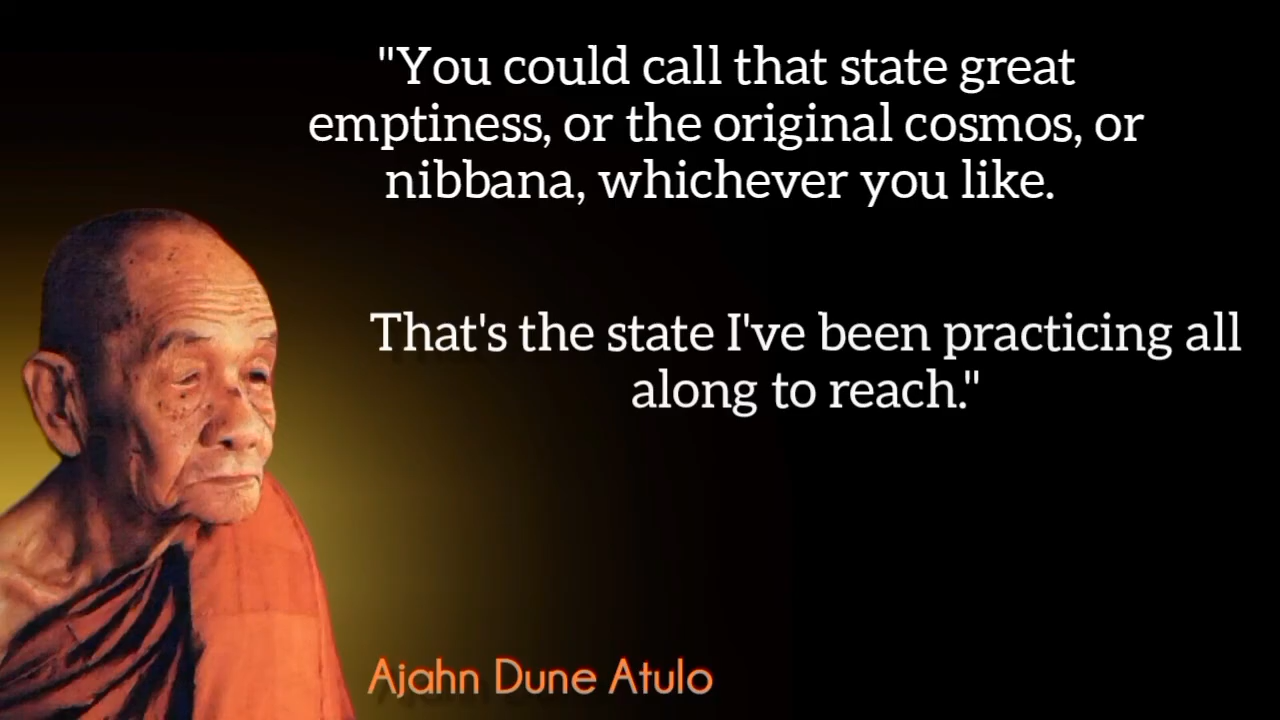 "You could call that state great
emptiness, or the original cosmos, or
nibbana, whichever you like.
That's the state I've been practicing all
along to reach."
Ajahn Dune Atulo